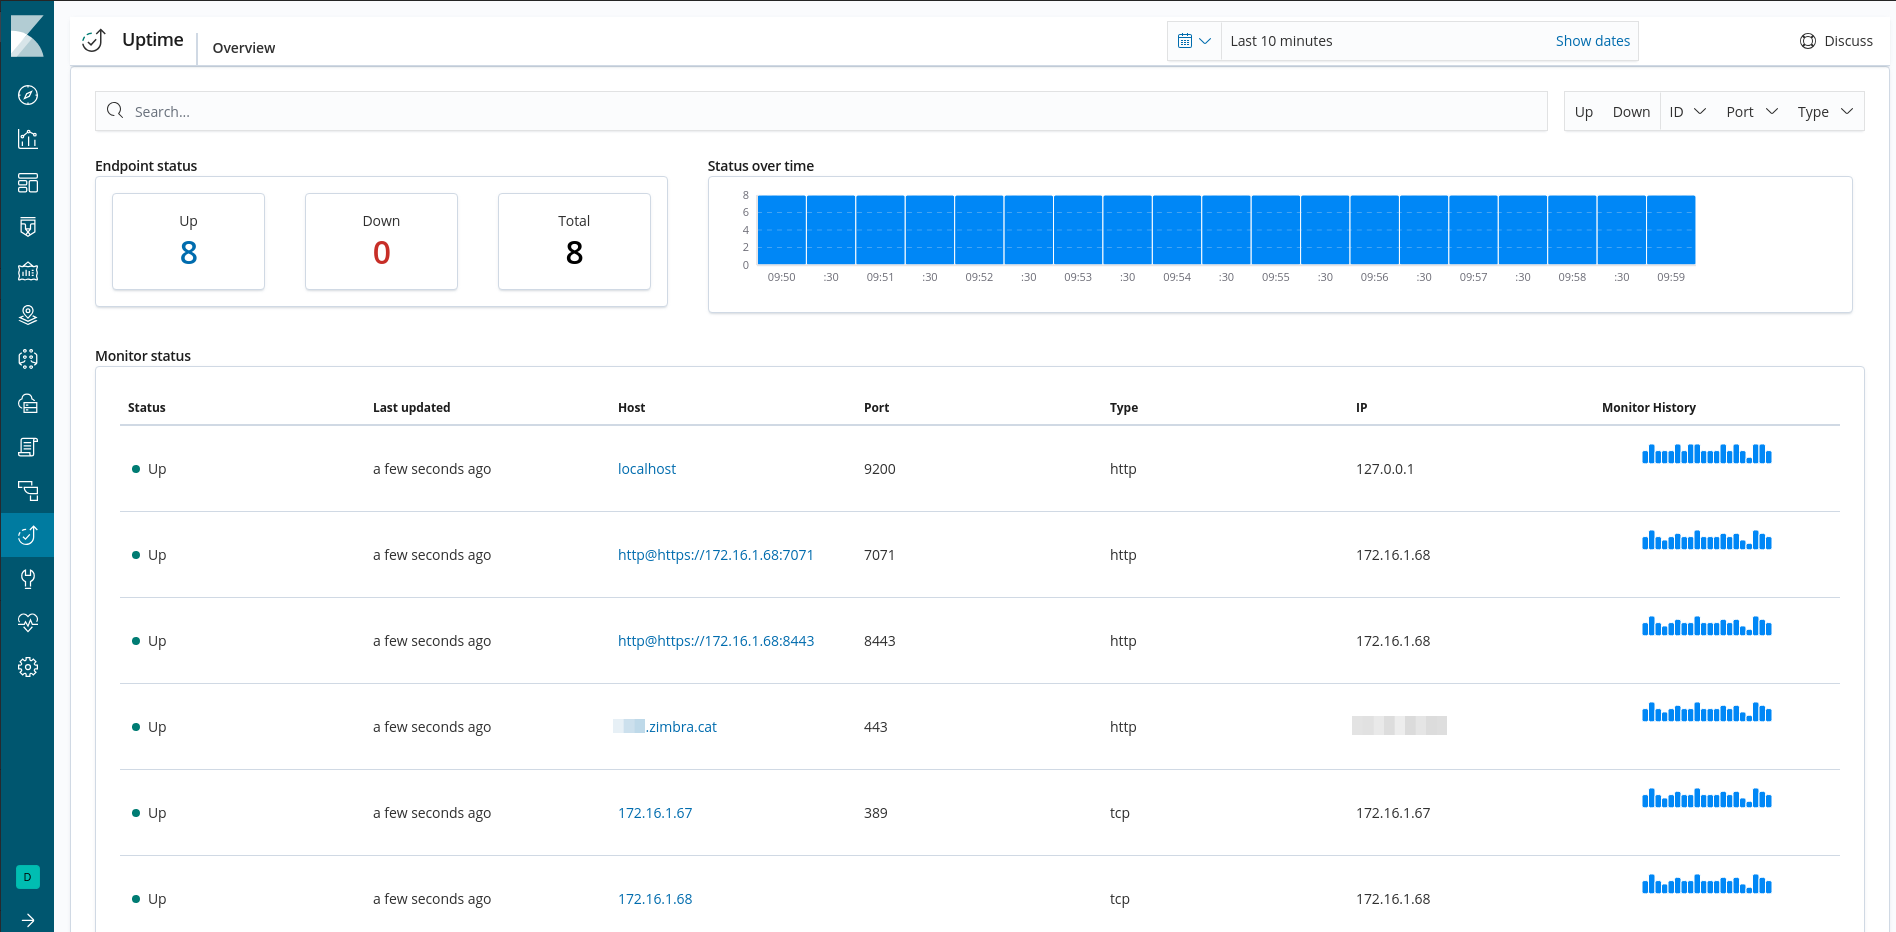 Uptime
Overview
Last 10 minutes
Show dates
Discuss
Search...
Up Down ID Port Type
Endpoint status
Status over time
Up
8
Down
0
Total
8
8
6
4
2
0
09:50 :30 09:51 :30 09:52 :30 09:53 :30 09:54 :30 09:55 :30 09:56 :30 09:57 :30 09:58 :30 09:59
Monitor status
Status Last updated Host Port Type IP Monitor History
Up a few seconds ago localhost 9200 http 127.0.0.1
Up a few seconds ago http@https://172.16.1.68:7071 7071 http 172.16.1.68
Up a few seconds ago http@https://172.16.1.68:8443 8443 http 172.16.1.68
Up a few seconds ago .zimbra.cat 443 http
Up a few seconds ago 172.16.1.67 389 tcp 172.16.1.67
Up a few seconds ago 172.16.1.68 tcp 172.16.1.68
D